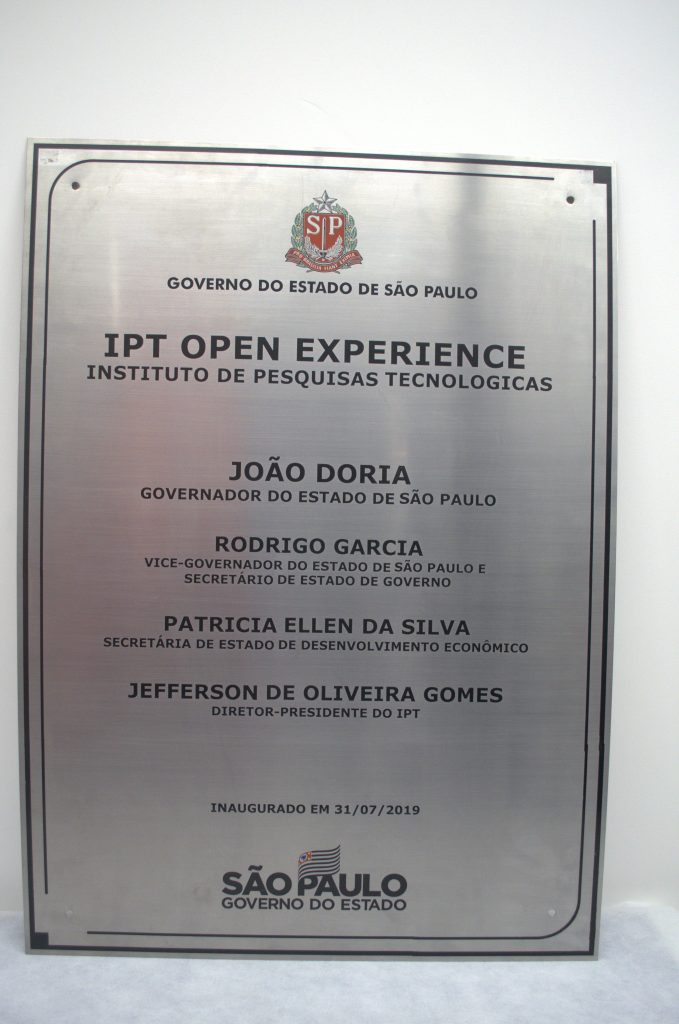 SP
GOVERNO DO ESTADO DE SÃO PAULO
IPT OPEN EXPERIENCE
INSTITUTO DE PESQUISAS TECNOLOGICAS
JOÃO DORIA
GOVERNADOR DO ESTADO DE SÃO PAULO
RODRIGO GARCIA
VICE-GOVERNADOR DO ESTADO DE SÃO PAULO E
SECRETÁRIO DE ESTADO DE GOVERNO
PATRICIA ELLEN DA SILVA
SECRETÁRIA DE ESTADO DE DESENVOLVIMENTO ECONÔMICO
JEFFERSON DE OLIVEIRA GOMES
DIRETOR-PRESIDENTE DO IPT
INAUGURADO EM 31/07/2019
SÃO PAULO
GOVERNO DO ESTADO